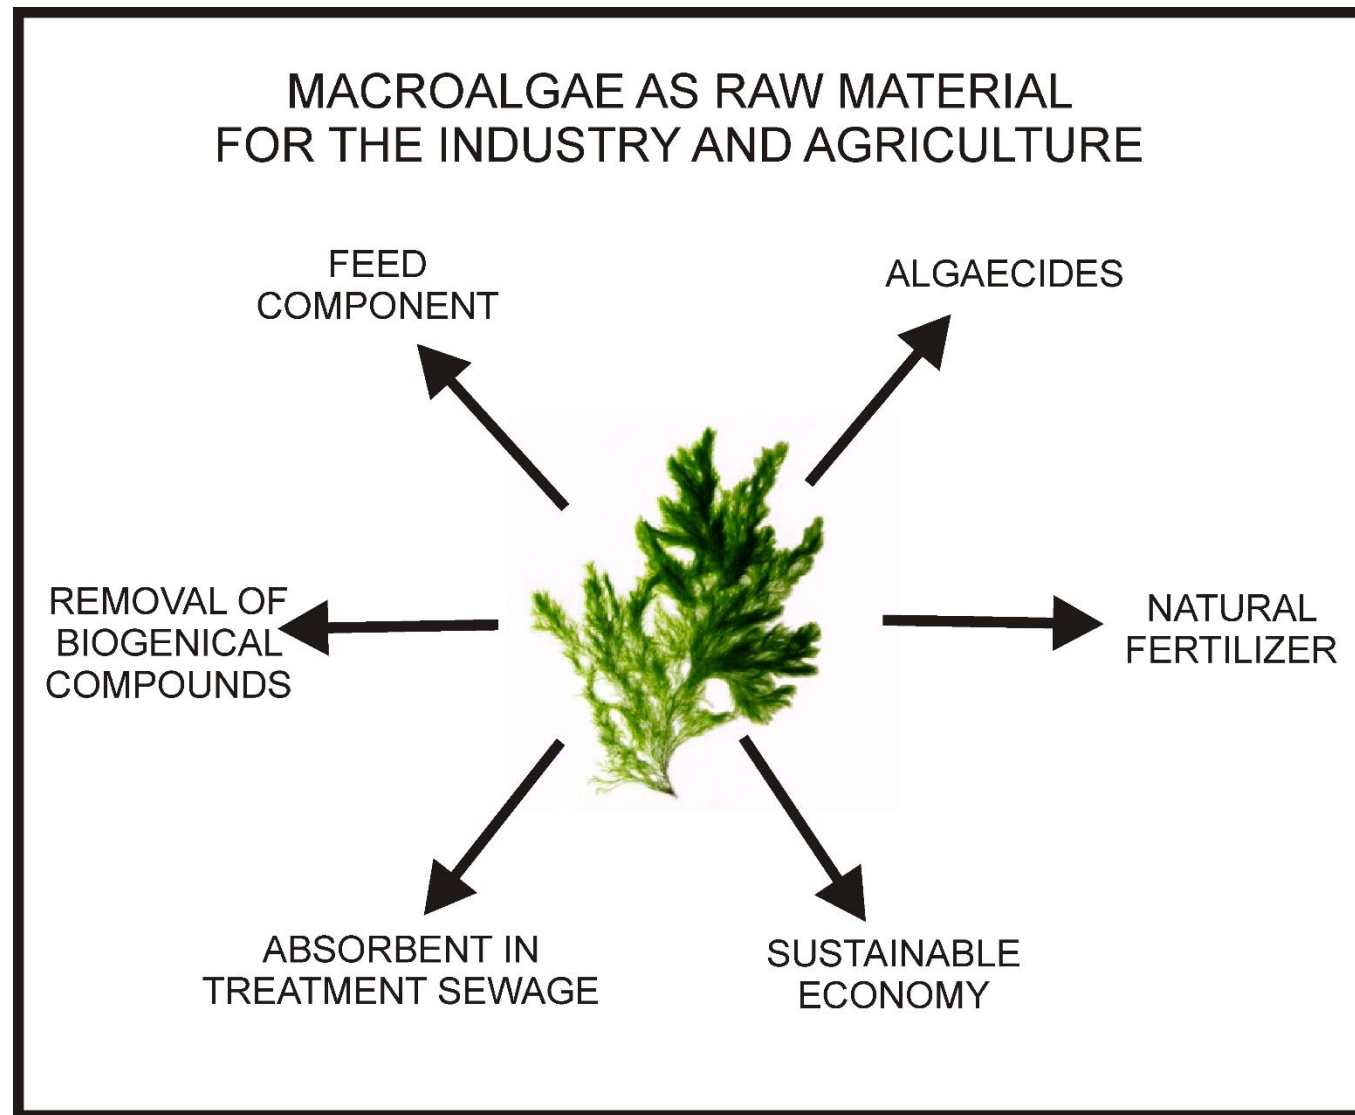 MACROALGAE AS RAW MATERIAL
FOR THE INDUSTRY AND AGRICULTURE
FEED
COMPONENT
ALGAECIDES
REMOVAL OF
BIOGENICAL
COMPOUNDS
NATURAL
FERTILIZER
ABSORBENT IN
TREATMENT SEWAGE
SUSTAINABLE
ECONOMY